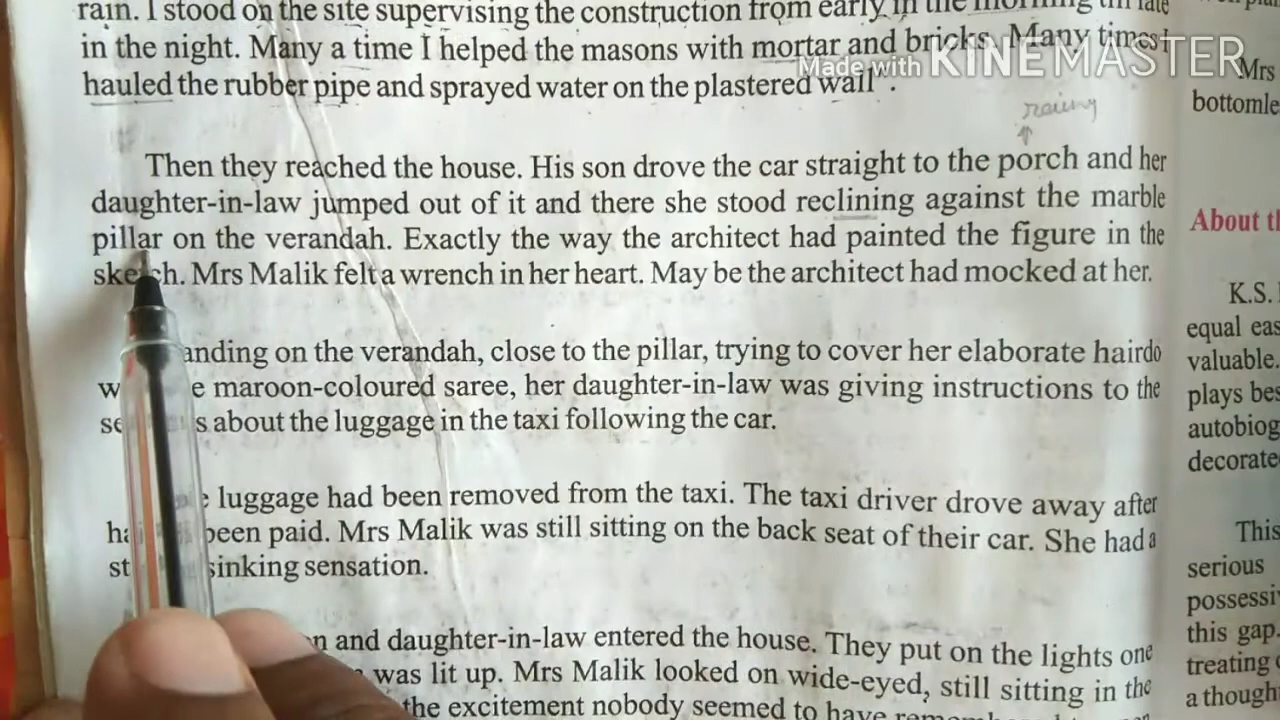 rain. I stood on the site supervising the construction from early in the morning till late
in the night. Many a time I helped the masons with mortar and bricks. Many times I
hauled the rubber pipe and sprayed water on the plastered wall".
Then they reached the house. His son drove the car straight to the porch and her
daughter-in-law jumped out of it and there she stood reclining against the marble
pillar on the verandah. Exactly the way the architect had painted the figure in the
sketch. Mrs Malik felt a wrench in her heart. May be the architect had mocked at her.
anding on the verandah, close to the pillar, trying to cover her elaborate hairdo
maroon-coloured saree, her daughter-in-law was giving instructions to the
about the luggage in the taxi following the car.
luggage had been removed from the taxi. The taxi driver drove away after
been paid. Mrs Malik was still sitting on the back seat of their car. She had a
sinking sensation.
and daughter-in-law entered the house. They put on the lights one
was lit up. Mrs Malik looked on wide-eyed, still sitting in the
the excitement nobody seemed to have
Made with KINEMASTER
Mrs
bottomle
About th
K.S.
equal eas
valuable.
plays bes
autobiog
decorate
This
serious
possessi
this gap.
treating
a thought